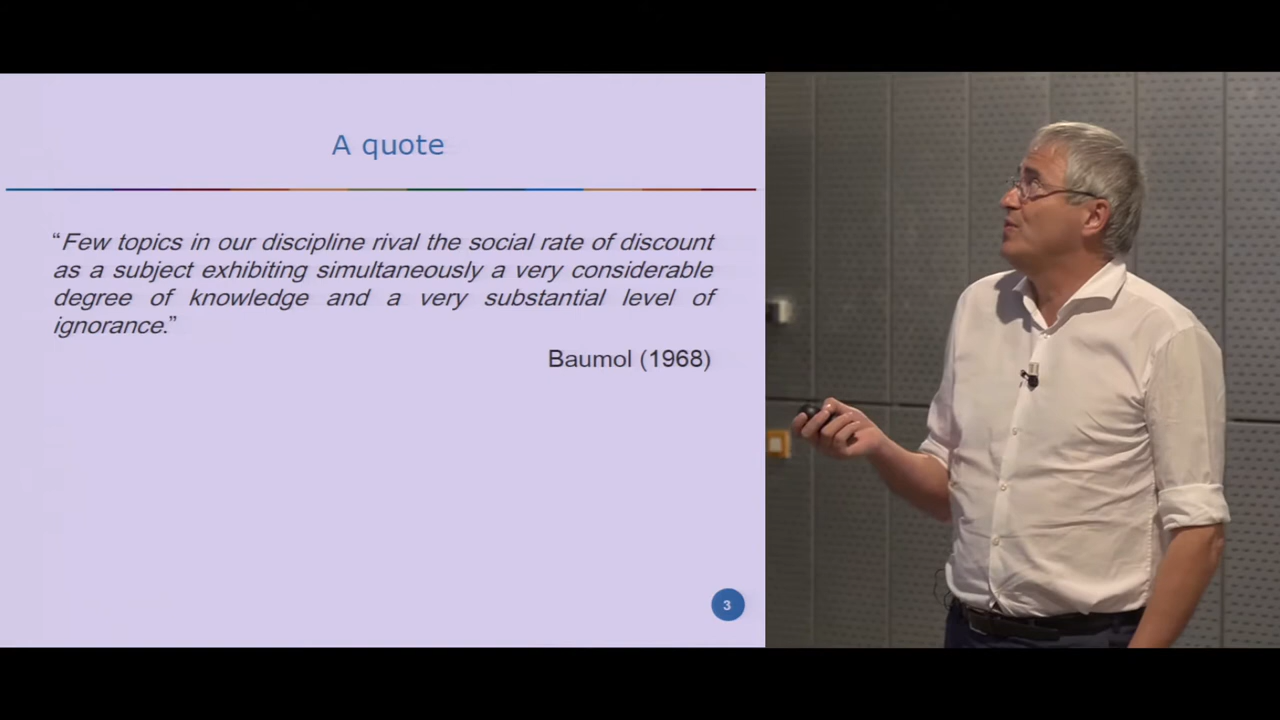 A quote
“Few topics in our discipline rival the social rate of discount
as a subject exhibiting simultaneously a very considerable
degree of knowledge and a very substantial level of
ignorance.”
Baumol (1968)
3